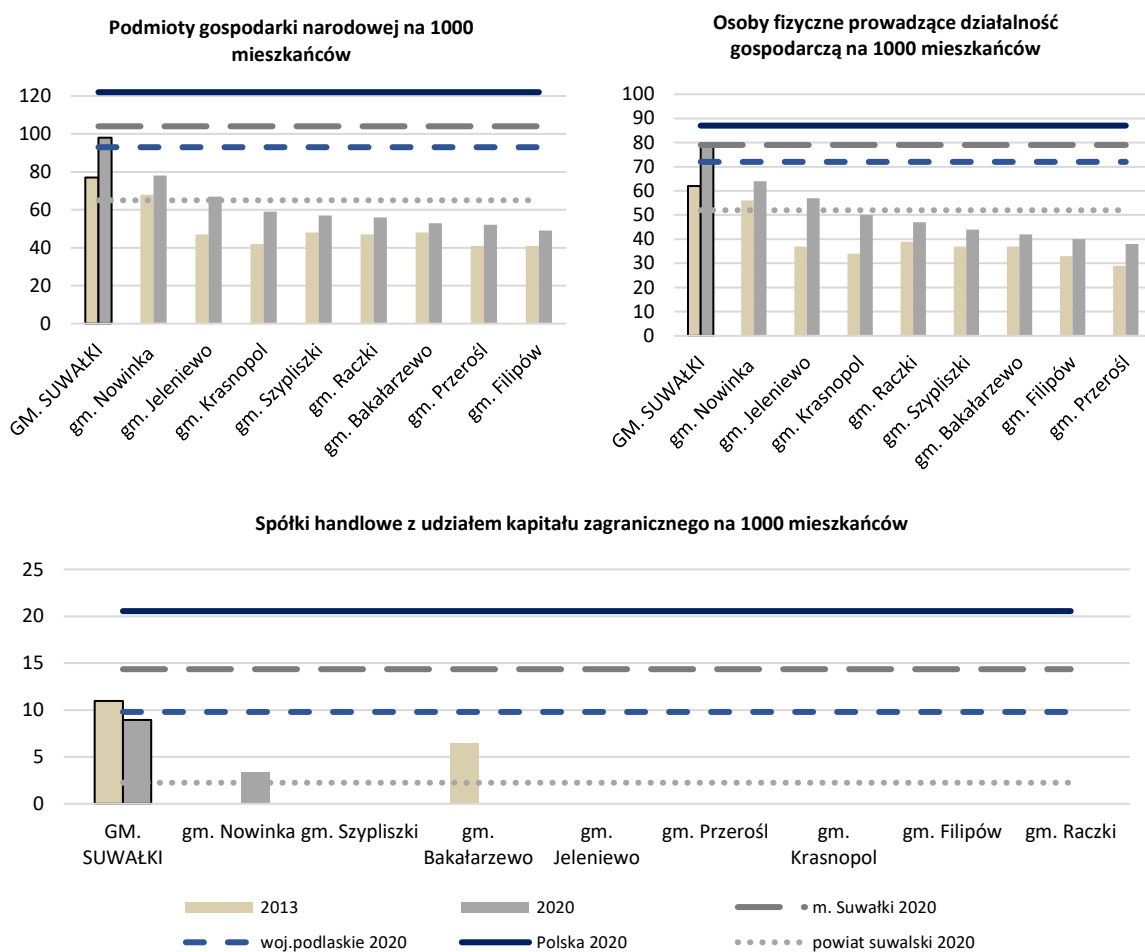 Podmioty gospodarki narodowej na 1000
mieszkańców
120
100
80
60
40
20
0
GM. SUWAŁKI
gm. Nowinka
gm. Jeleniewo
gm. Krasnopol
gm. Szypliszki
gm. Raczki
gm. Bakałarzewo
gm. Przerośl
gm. Filipów
Osoby fizyczne prowadzące działalność
gospodarczą na 1000 mieszkańców
100
90
80
70
60
50
40
30
20
10
0
GM. SUWAŁKI
gm. Nowinka
gm. Jeleniewo
gm. Krasnopol
gm. Raczki
gm. Szypliszki
gm. Bakałarzewo
gm. Filipów
gm. Przerośl
Spółki handlowe z udziałem kapitału zagranicznego na 1000 mieszkańców
25
20
15
10
5
0
GM. SUWAŁKI
gm. Nowinka
gm. Szypliszki
gm. Bakałarzewo
gm. Jeleniewo
gm. Przerośl
gm. Krasnopol
gm. Filipów
gm. Raczki
2013
2020
m. Suwałki 2020
woj.podlaskie 2020
Polska 2020
powiat suwalski 2020